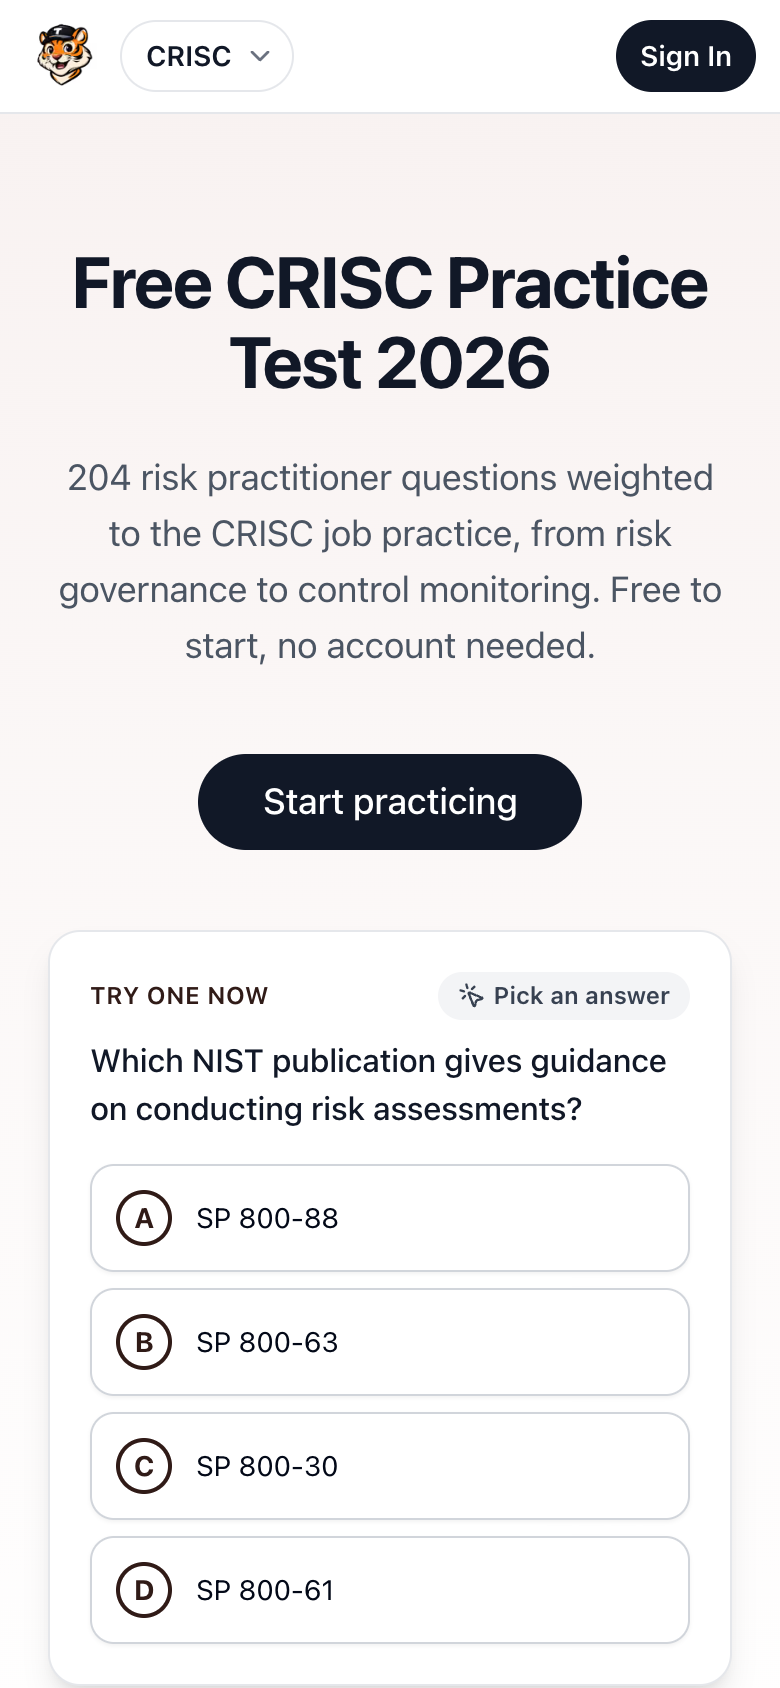 T
CRISC
Sign In
Free CRISC Practice
Test 2026
204 risk practitioner questions weighted
to the CRISC job practice, from risk
governance to control monitoring. Free to
start, no account needed.
Start practicing
TRY ONE NOW
Pick an answer
Which NIST publication gives guidance
on conducting risk assessments?
A SP 800-88
B SP 800-63
C SP 800-30
D SP 800-61